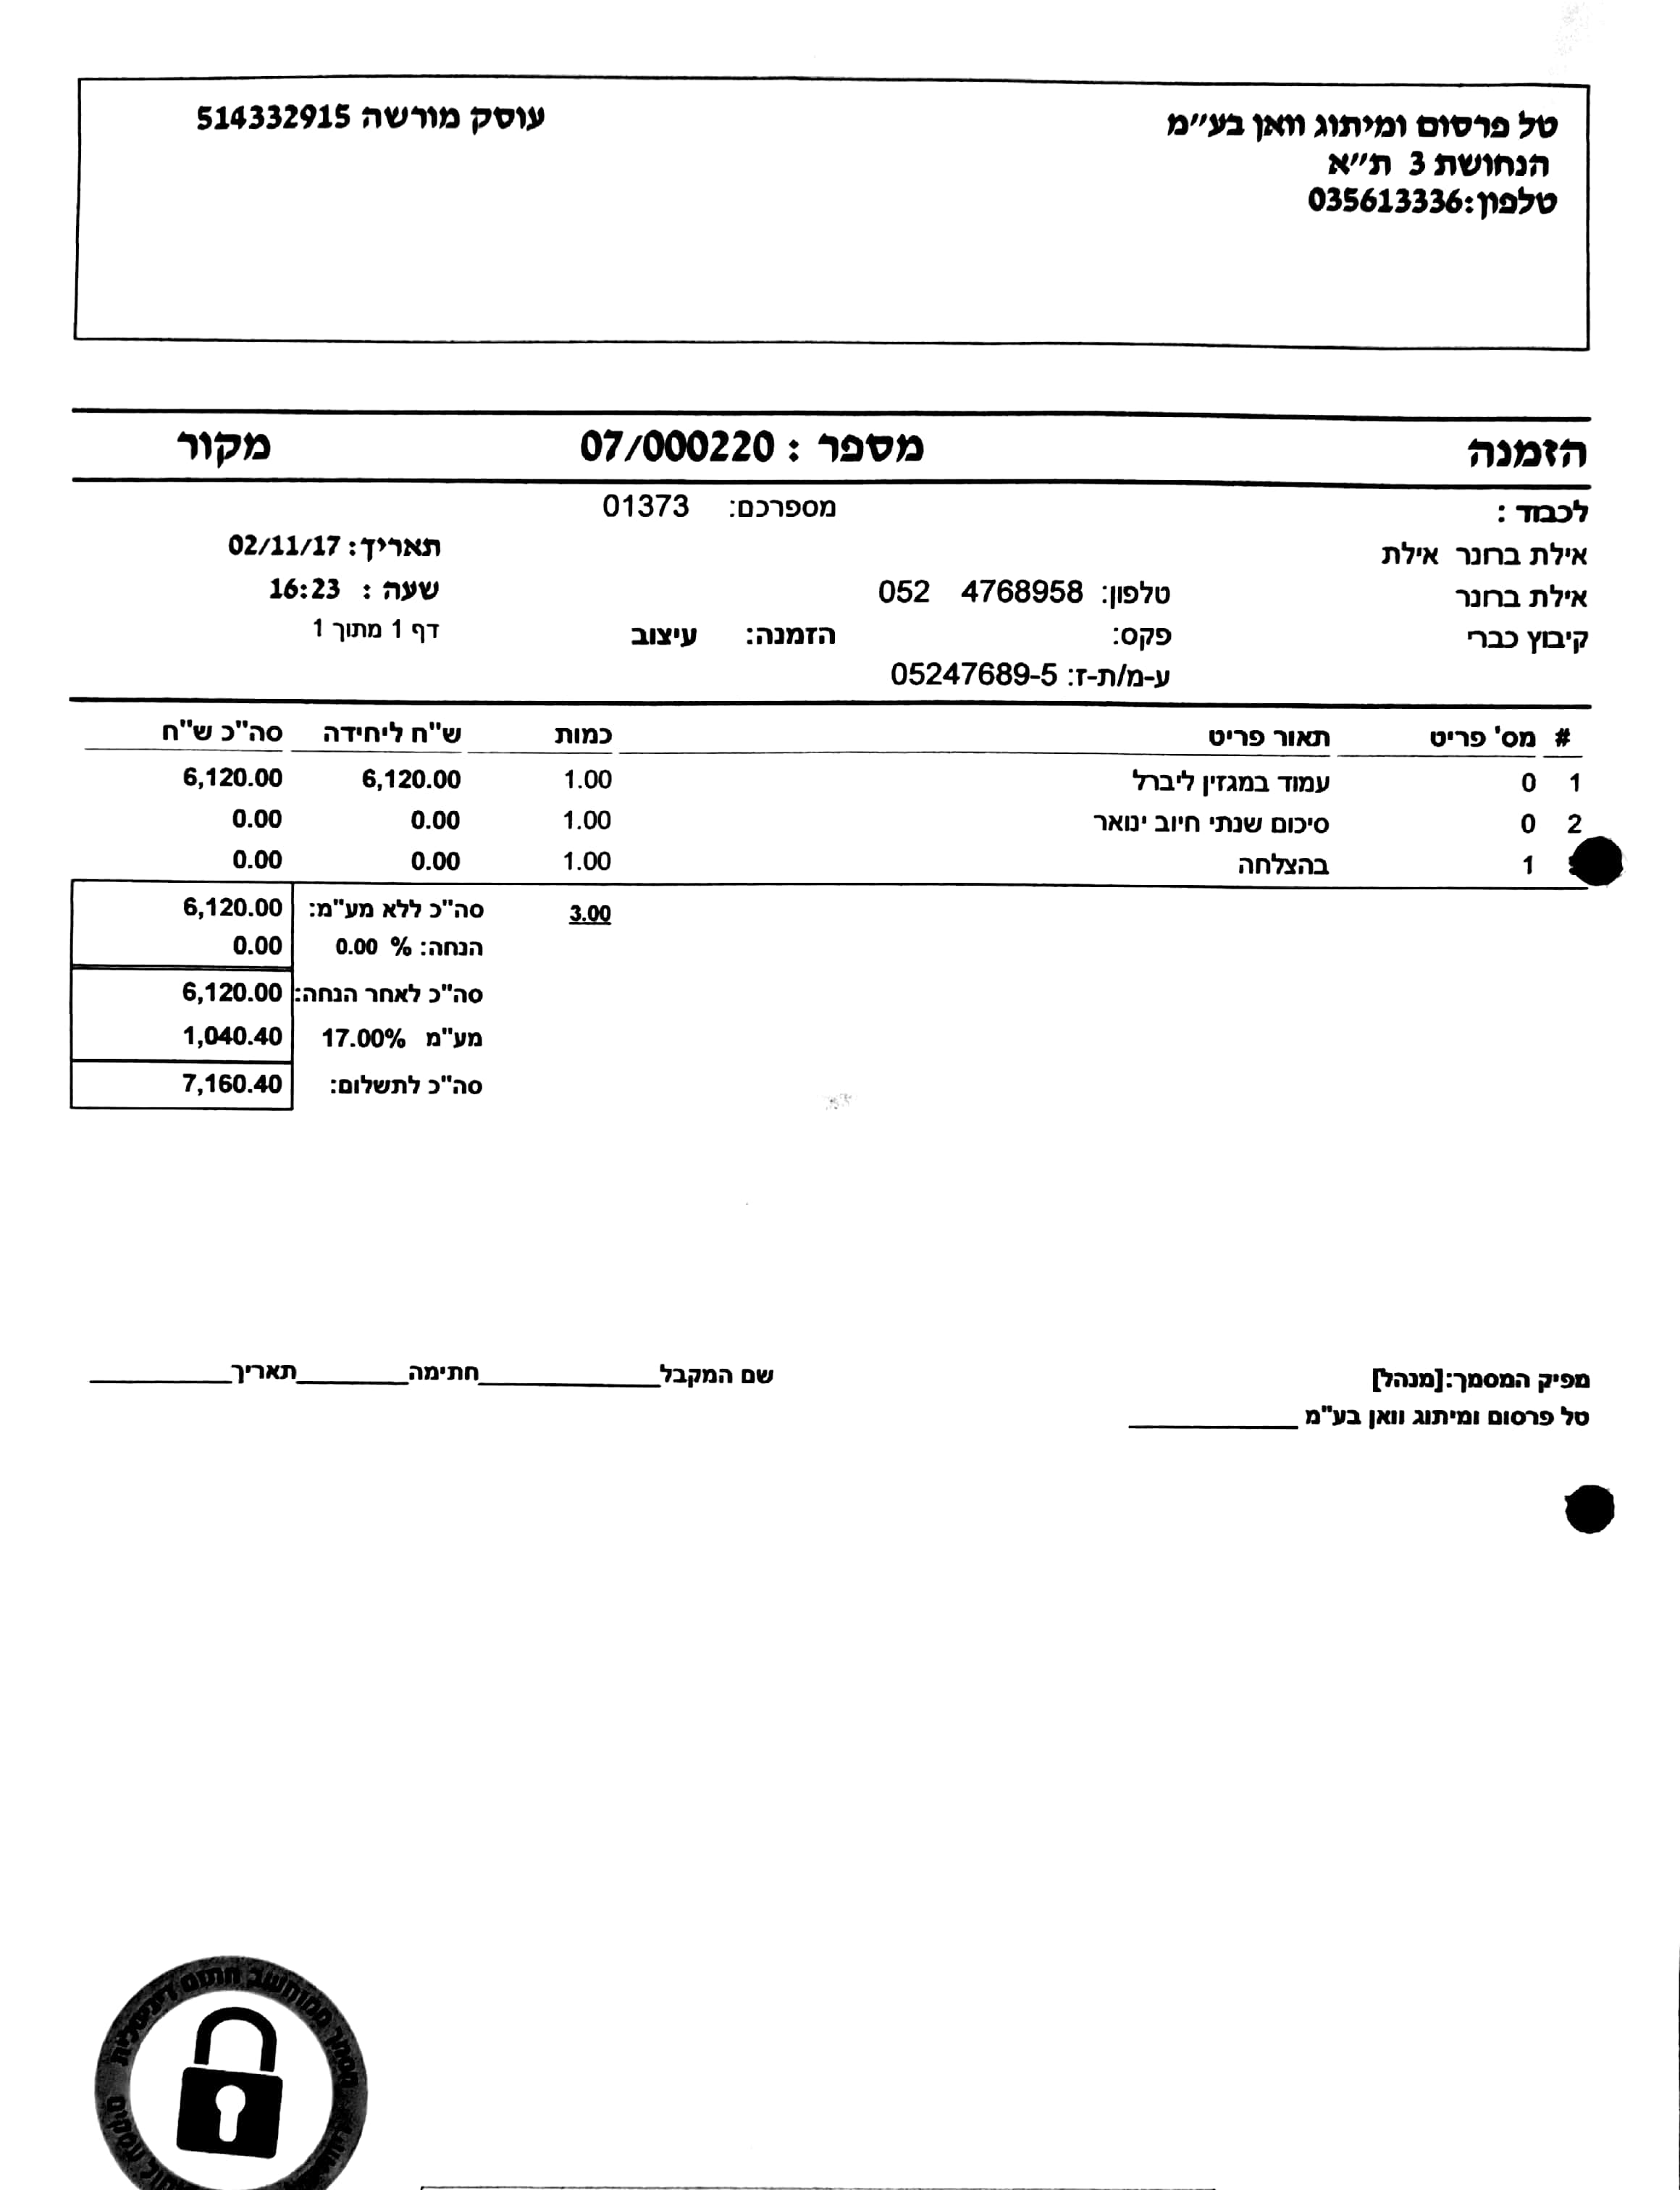 טל פרסום ומיתוג וואן בע״מ
עוסק מורשה 514332915
הנחושת 3 ת״א
טלפון:035613336
הזמנה מספר : 07/000220 מקור
לכבוד : מספרכם: 01373
אילת ברונר אילת תאריך: 02/11/17
אילת ברונר טלפון: 052 4768958 שעה : 16:23
קיבוץ כברי פקס: הזמנה: עיצוב דף 1 מתוך 1
ע-מ/ת-ז: 05247689-5
# מס' פריט תאור פריט כמות ש"ח ליחידה סה"כ ש"ח
1 0 עמוד במגזין ליברל 1.00 6,120.00 6,120.00
2 0 סיכום שנתי חיוב ינואר 1.00 0.00 0.00
1 בהצלחה 1.00 0.00 0.00
3.00 סה"כ ללא מע"מ: 6,120.00
הנחה: % 0.00 0.00
סה"כ לאחר הנחה: 6,120.00
מע"מ 17.00% 1,040.40
סה"כ לתשלום: 7,160.40
מפיק המסמך:[מנהל] שם המקבל חתימה תאריך
טל פרסום ומיתוג וואן בע"מ
מסמך ממוחשב חתום דיגיטלית